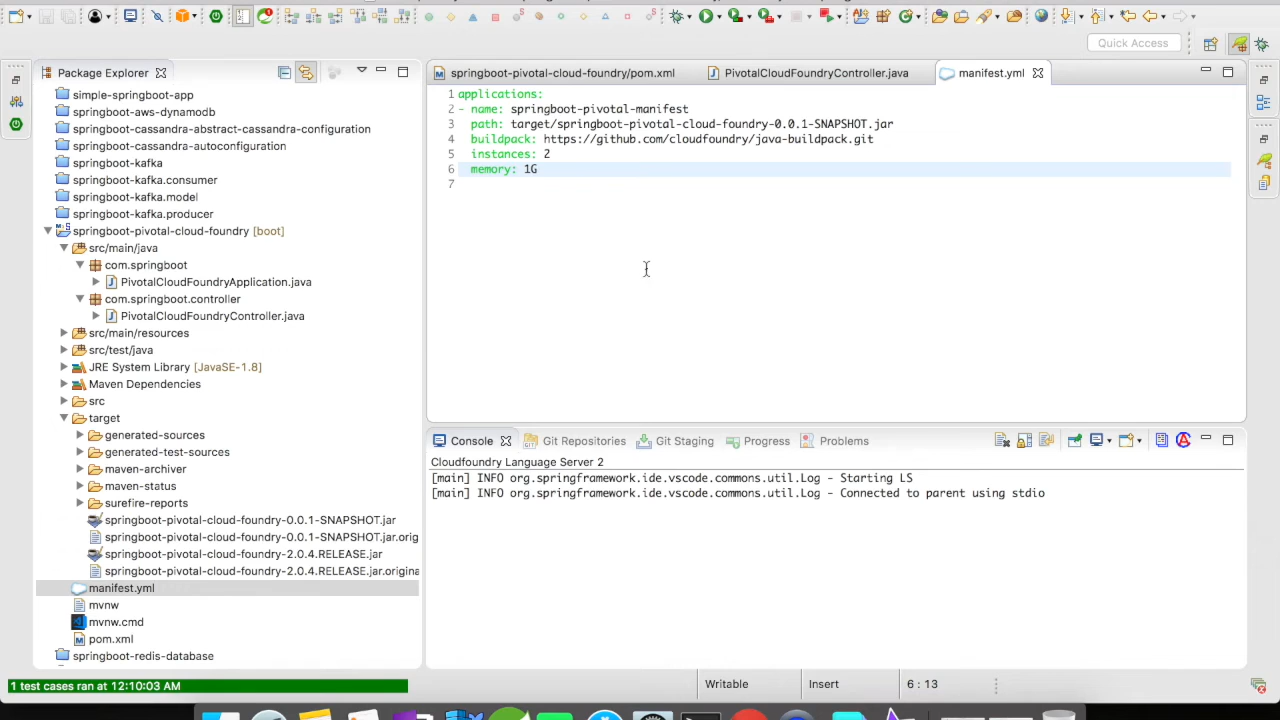 Quick Access
Package Explorer
springboot-pivotal-cloud-foundry/pom.xml
PivotalCloudFoundryController.java
manifest.yml
simple-springboot-app
springboot-aws-dynamodb
springboot-cassandra-abstract-cassandra-configuration
springboot-cassandra-autoconfiguration
springboot-kafka
springboot-kafka.consumer
springboot-kafka.model
springboot-kafka.producer
springboot-pivotal-cloud-foundry [boot]
src/main/java
com.springboot
PivotalCloudFoundryApplication.java
com.springboot.controller
PivotalCloudFoundryController.java
src/main/resources
src/test/java
JRE System Library [JavaSE-1.8]
Maven Dependencies
src
target
generated-sources
generated-test-sources
maven-archiver
maven-status
surefire-reports
springboot-pivotal-cloud-foundry-0.0.1-SNAPSHOT.jar
springboot-pivotal-cloud-foundry-0.0.1-SNAPSHOT.jar.orig
springboot-pivotal-cloud-foundry-2.0.4.RELEASE.jar
springboot-pivotal-cloud-foundry-2.0.4.RELEASE.jar.origina
manifest.yml
mvnw
mvnw.cmd
pom.xml
springboot-redis-database
1 applications:
2 - name: springboot-pivotal-manifest
3 path: target/springboot-pivotal-cloud-foundry-0.0.1-SNAPSHOT.jar
4 buildpack: https://github.com/cloudfoundry/java-buildpack.git
5 instances: 2
6 memory: 1G
7
Console
Git Repositories
Git Staging
Progress
Problems
Cloudfoundry Language Server 2
[main] INFO org.springframework.ide.vscode.commons.util.Log - Starting LS
[main] INFO org.springframework.ide.vscode.commons.util.Log - Connected to parent using stdio
1 test cases ran at 12:10:03 AM
Writable
Insert
6 : 13